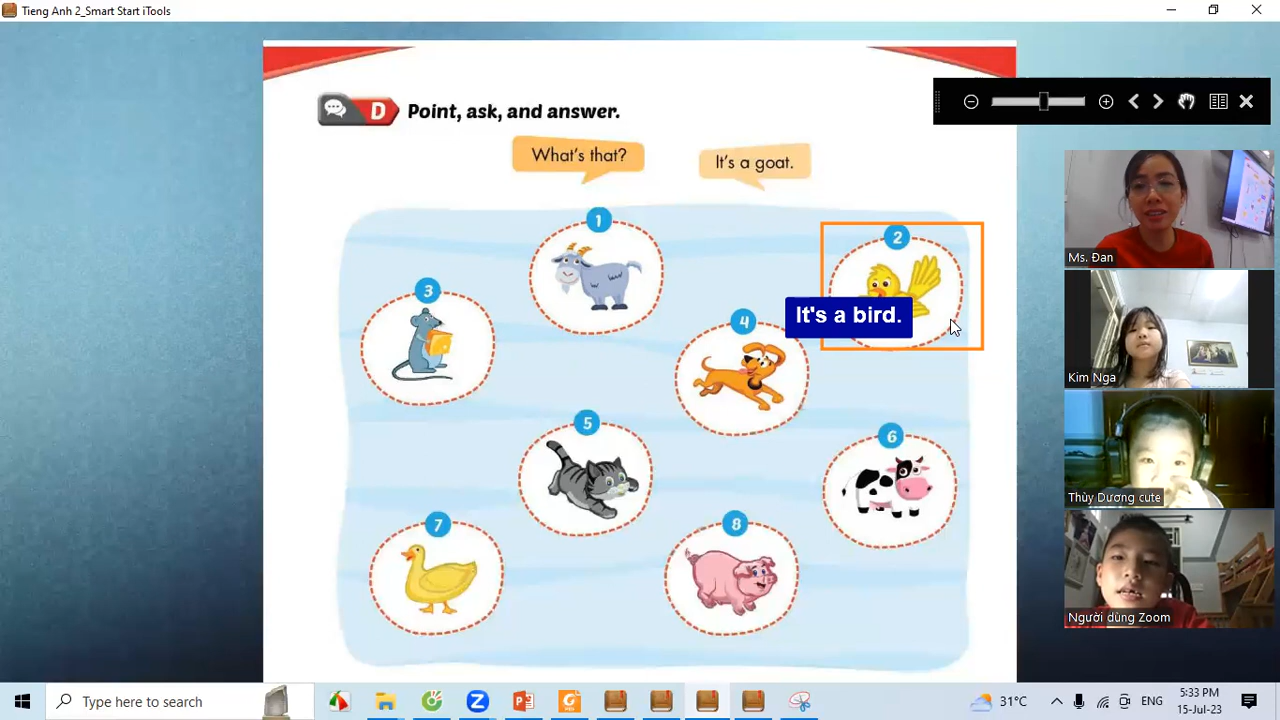 Tieng Anh 2_Smart Start iTools
D Point, ask, and answer.
What's that?
It's a goat.
1
2
3
4
It's a bird.
5
6
7
8
Ms. Đan
Kim Nga
Thùy Dương cute
Người dùng Zoom
Type here to search
31°C
ENG
5:33 PM
15-Jul-23